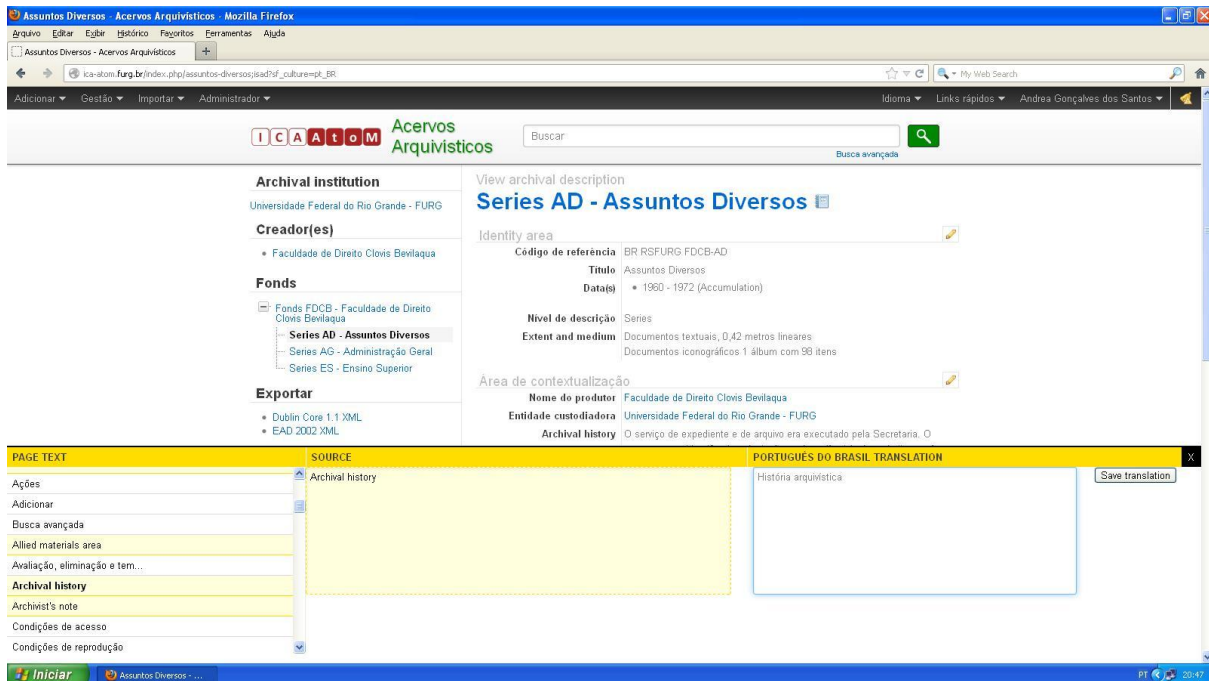 Assuntos Diversos - Acervos Arquivísticos - Mozilla Firefox
Arquivo Editar Exibir Histórico Favoritos Ferramentas Ajuda
Assuntos Diversos - Acervos Arquivísticos +
ica-atom.furg.br/index.php/assuntos-diversos;isad?sf_culture=pt_BR
My Web Search
Adicionar Gestão Importar Administrador Idioma Links rápidos Andrea Gonçalves dos Santos
ICA AtoM
Acervos
Arquivísticos
Buscar
Busca avançada
Archival institution
Universidade Federal do Rio Grande - FURG
Creador(es)
Faculdade de Direito Clovis Bevilaqua
Fonds
Fonds FDCB - Faculdade de Direito
Clovis Bevilaqua
Series AD - Assuntos Diversos
Series AG - Administração Geral
Series ES - Ensino Superior
Exportar
Dublin Core 1.1 XML
EAD 2002 XML
View archival description
Series AD - Assuntos Diversos
Identity area
Código de referência BR RSFURG FDCB-AD
Título Assuntos Diversos
Data(s) • 1960 - 1972 (Accumulation)
Nível de descrição Series
Extent and medium Documentos textuais, 0,42 metros lineares
Documentos iconográficos 1 álbum com 98 itens
Área de contextualização
Nome do produtor Faculdade de Direito Clovis Bevilaqua
Entidade custodiadora Universidade Federal do Rio Grande - FURG
Archival history O serviço de expediente e de arquivo era executado pela Secretaria. O
PAGE TEXT SOURCE PORTUGUÊS DO BRASIL TRANSLATION X
Ações
Adicionar
Busca avançada
Allied materials area
Avaliação, eliminação e tem...
Archival history
Archivist's note
Condições de acesso
Condições de reprodução
Archival history
História arquivística
Save translation
Iniciar
Assuntos Diversos - ...
PT 20:47